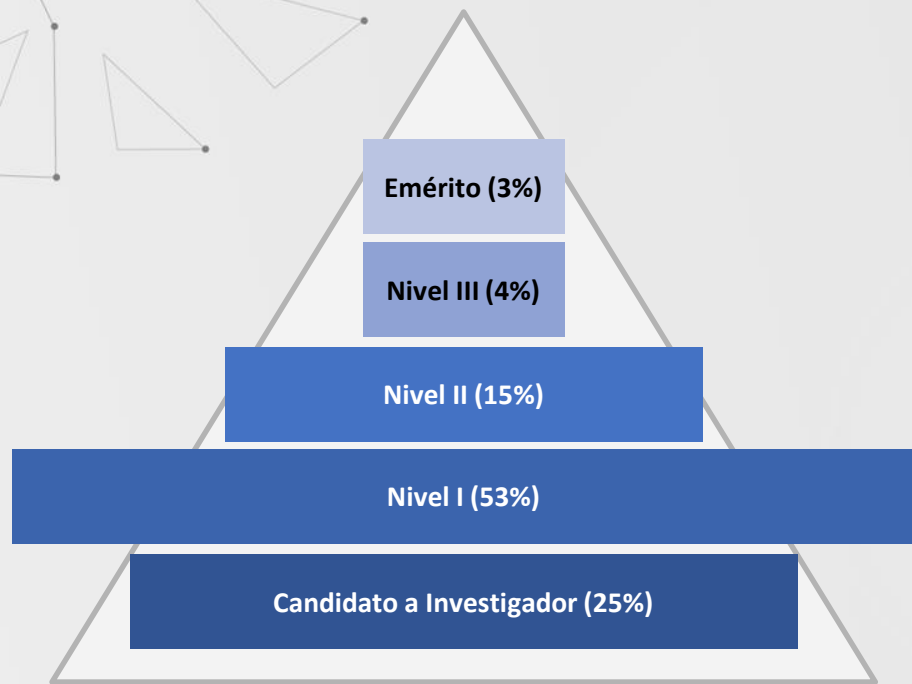 Emérito (3%)
Nivel III (4%)
Nivel II (15%)
Nivel I (53%)
Candidato a Investigador (25%)